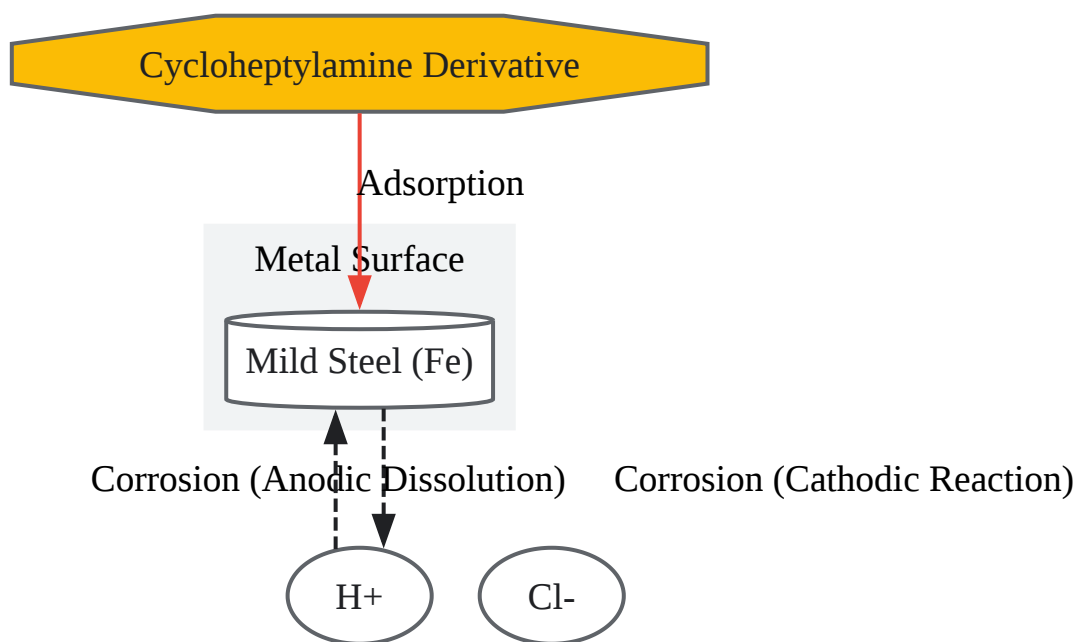 Cycloheptylamine Derivative
Adsorption
Metal Surface
Mild Steel (Fe)
Corrosion (Anodic Dissolution)
Corrosion (Cathodic Reaction)
H+
Cl-